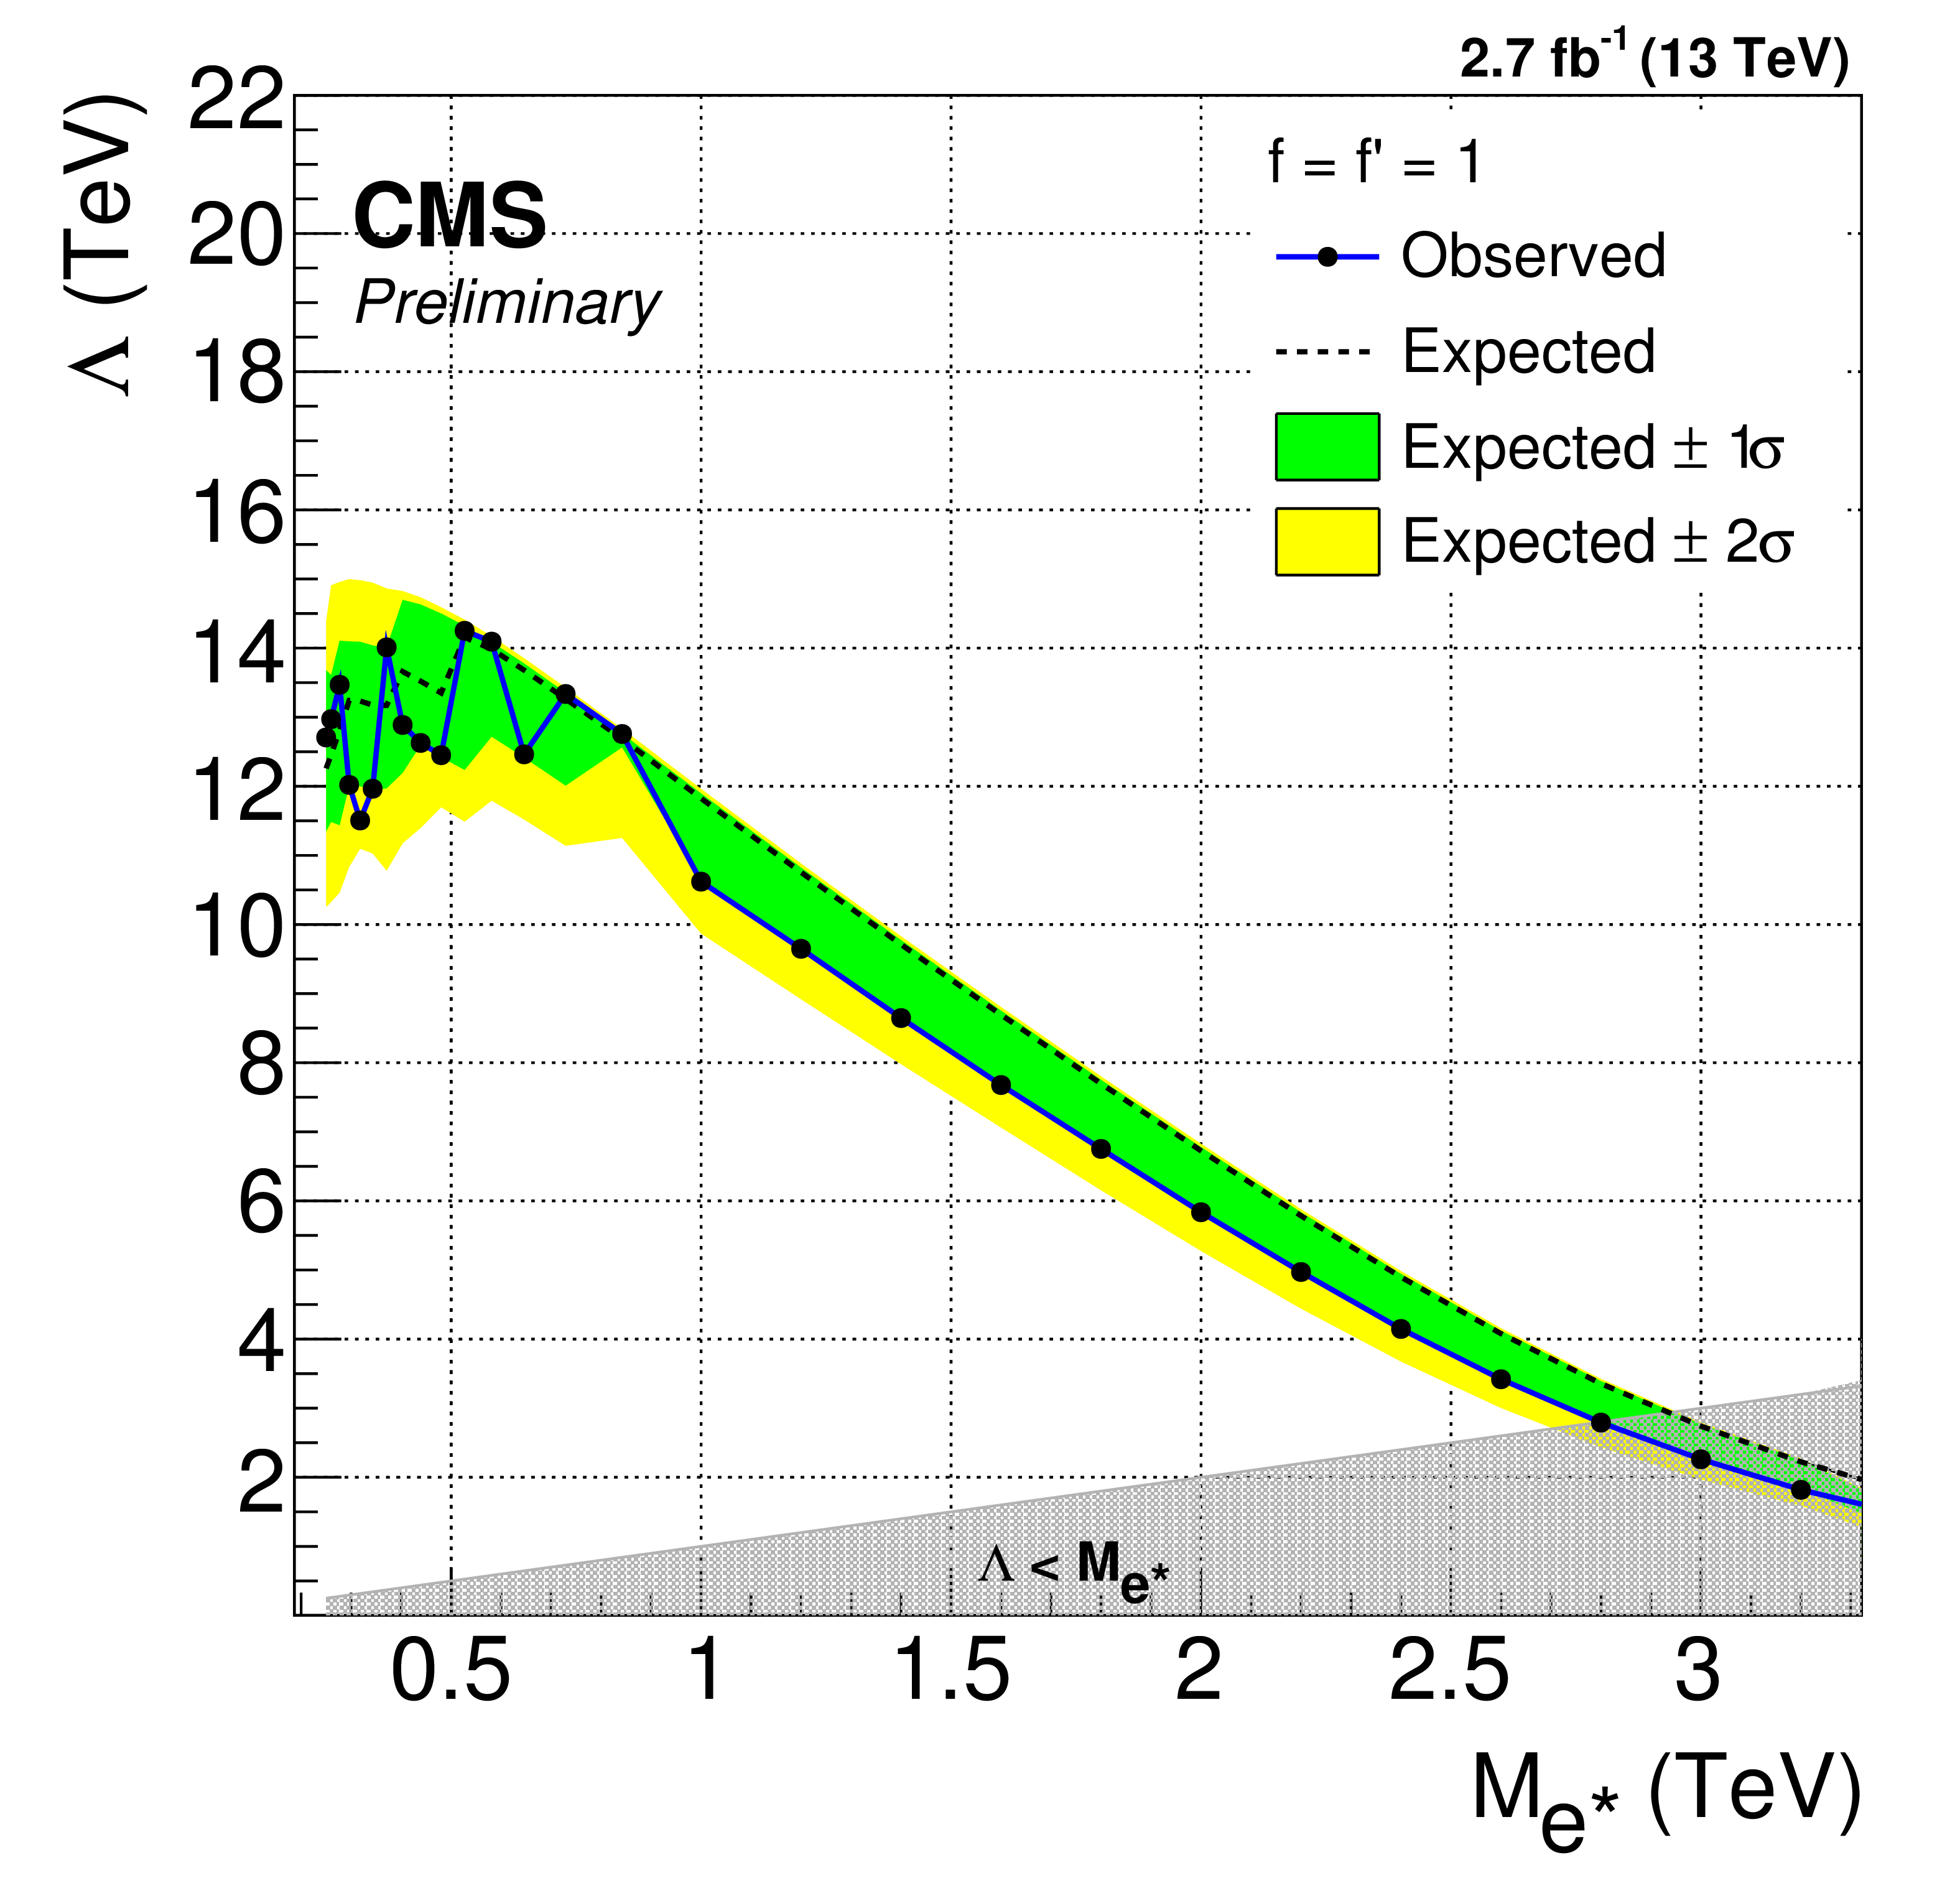 2.7 fb⁻¹ (13 TeV)
Λ (TeV)
22
20
18
16
14
12
10
8
6
4
2
CMS
Preliminary
f = f' = 1
Observed
Expected
Expected ± 1σ
Expected ± 2σ
Λ < Mₑ*
0.5 1 1.5 2 2.5 3
Mₑ* (TeV)